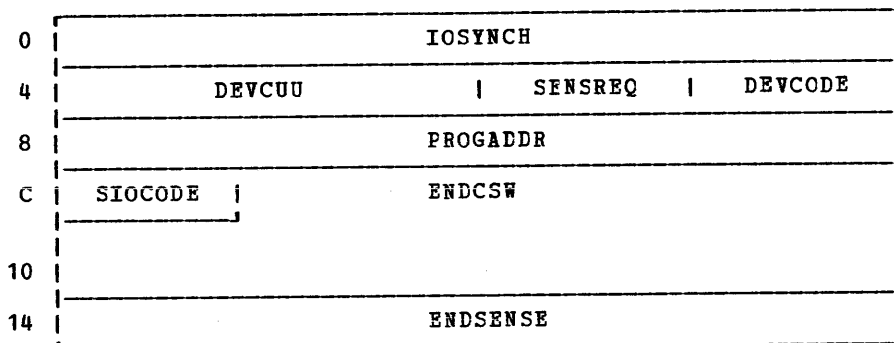 0 IOSYNCH
4 DEVCUU | SENSREQ | DEVCODE
8 PROGADDR
C SIOCODE | ENDCSW
10
14 ENDSENSE